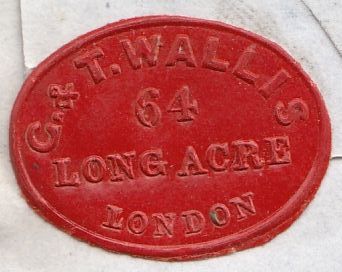 C. & T. WALLIS
64
LONG ACRE
LONDON